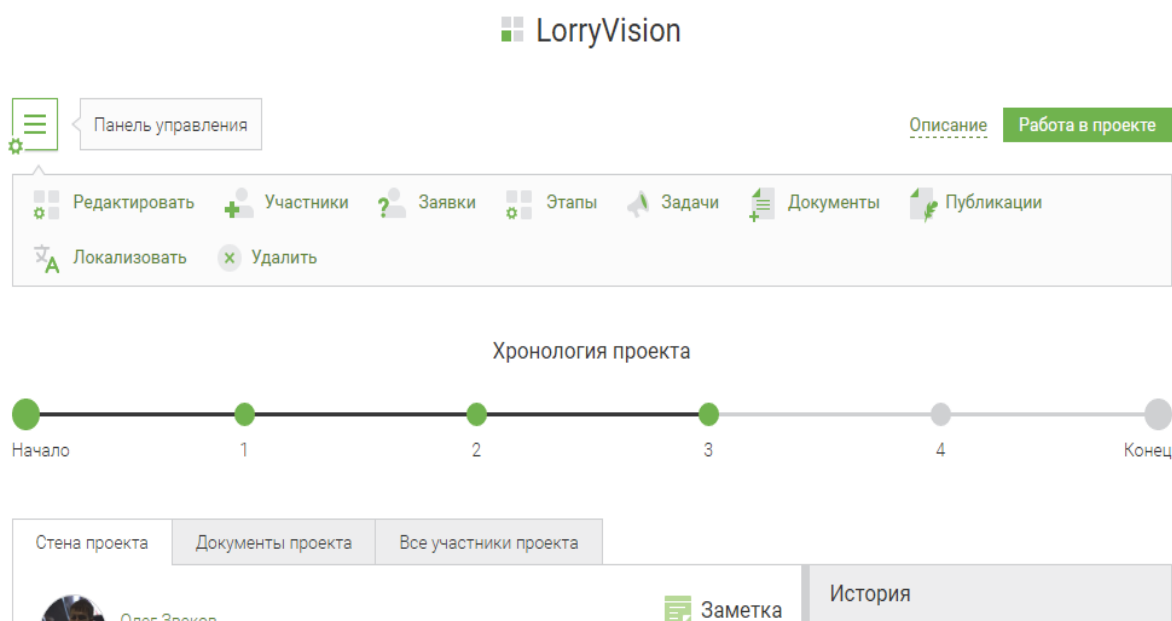 LorryVision
Панель управления
Описание Работа в проекте
Редактировать Участники Заявки Этапы Задачи Документы Публикации
Локализовать Удалить
Хронология проекта
Начало 1 2 3 4 Конец
Стена проекта Документы проекта Все участники проекта
История
Заметка
Олег